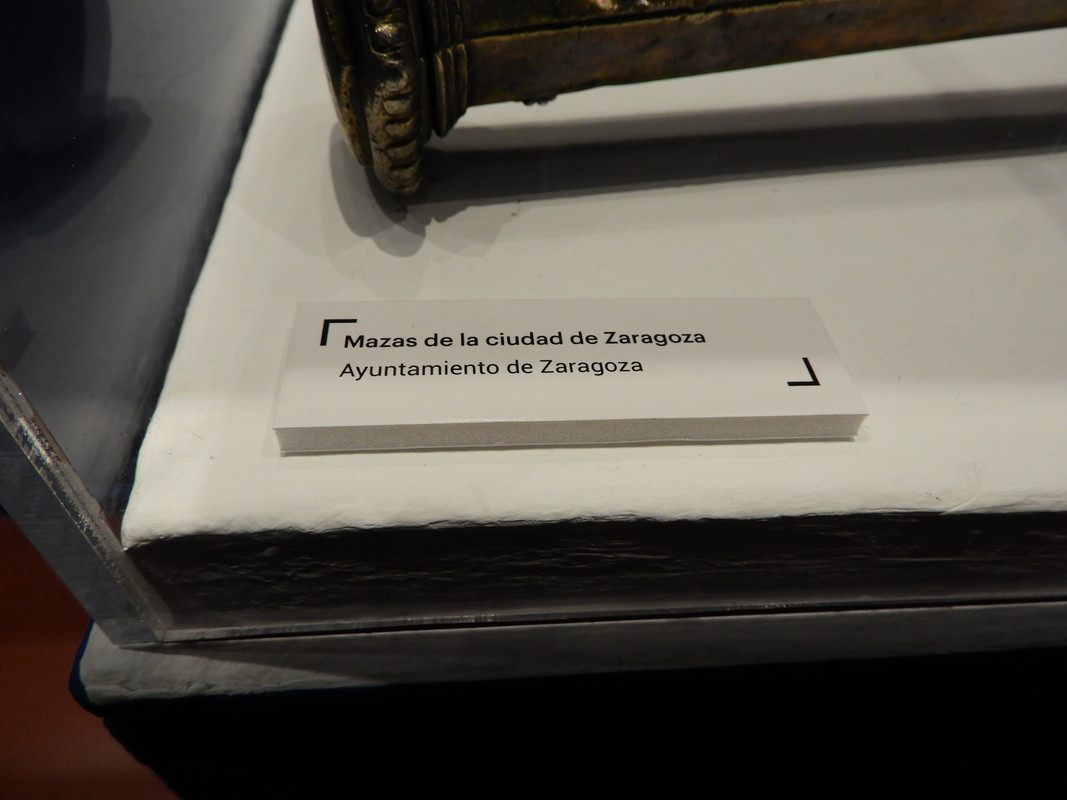 Mazas de la ciudad de Zaragoza
Ayuntamiento de Zaragoza